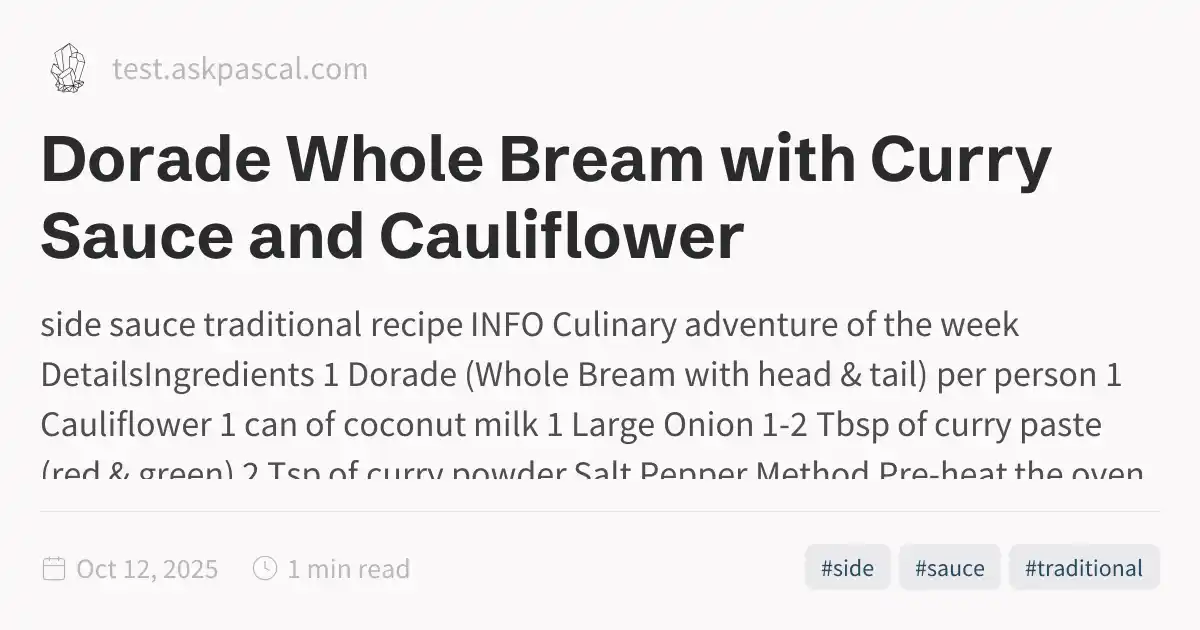 test.askpascal.com
Dorade Whole Bream with Curry
Sauce and Cauliflower
side sauce traditional recipe INFO Culinary adventure of the week
DetailsIngredients 1 Dorade (Whole Bream with head & tail) per person 1
Cauliflower 1 can of coconut milk 1 Large Onion 1-2 Tbsp of curry paste
(red & green) 2 Tsp of curry powder Salt Pepper Method Pre-heat the oven
Oct 12, 2025
1 min read
#side
#sauce
#traditional